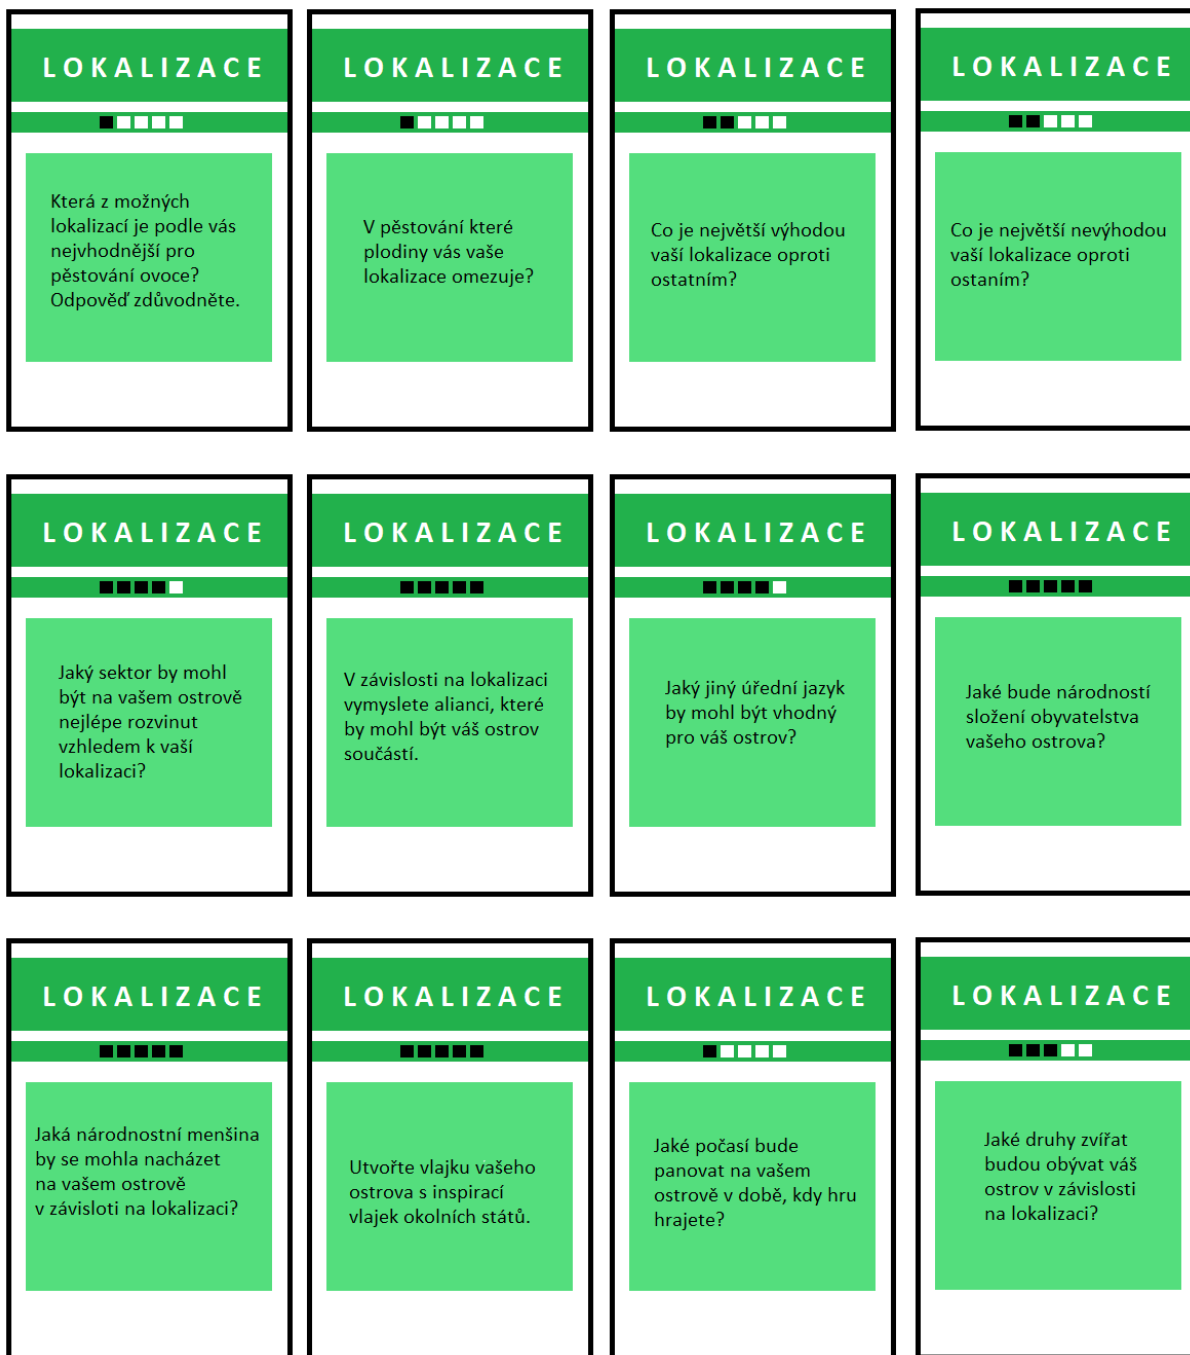 LOKALIZACE
Která z možných
lokalizací je podle vás
nejvhodnější pro
pěstování ovoce?
Odpověď zdůvodněte.
LOKALIZACE
V pěstování které
plodiny vás vaše
lokalizace omezuje?
LOKALIZACE
Co je největší výhodou
vaší lokalizace oproti
ostatním?
LOKALIZACE
Co je největší nevýhodou
vaší lokalizace oproti
ostaním?
LOKALIZACE
Jaký sektor by mohl
být na vašem ostrově
nejlépe rozvinut
vzhledem k vaší
lokalizaci?
LOKALIZACE
V závislosti na lokalizaci
vymyslete alianci, které
by mohl být váš ostrov
součástí.
LOKALIZACE
Jaký jiný úřední jazyk
by mohl být vhodný
pro váš ostrov?
LOKALIZACE
Jaké bude národností
složení obyvatelstva
vašeho ostrova?
LOKALIZACE
Jaká národnostní menšina
by se mohla nacházet
na vašem ostrově
v závisloti na lokalizaci?
LOKALIZACE
Utvořte vlajku vašeho
ostrova s inspirací
vlajek okolních států.
LOKALIZACE
Jaké počasí bude
panovat na vašem
ostrově v době, kdy hru
hrajete?
LOKALIZACE
Jaké druhy zvířat
budou obývat váš
ostrov v závislosti
na lokalizaci?